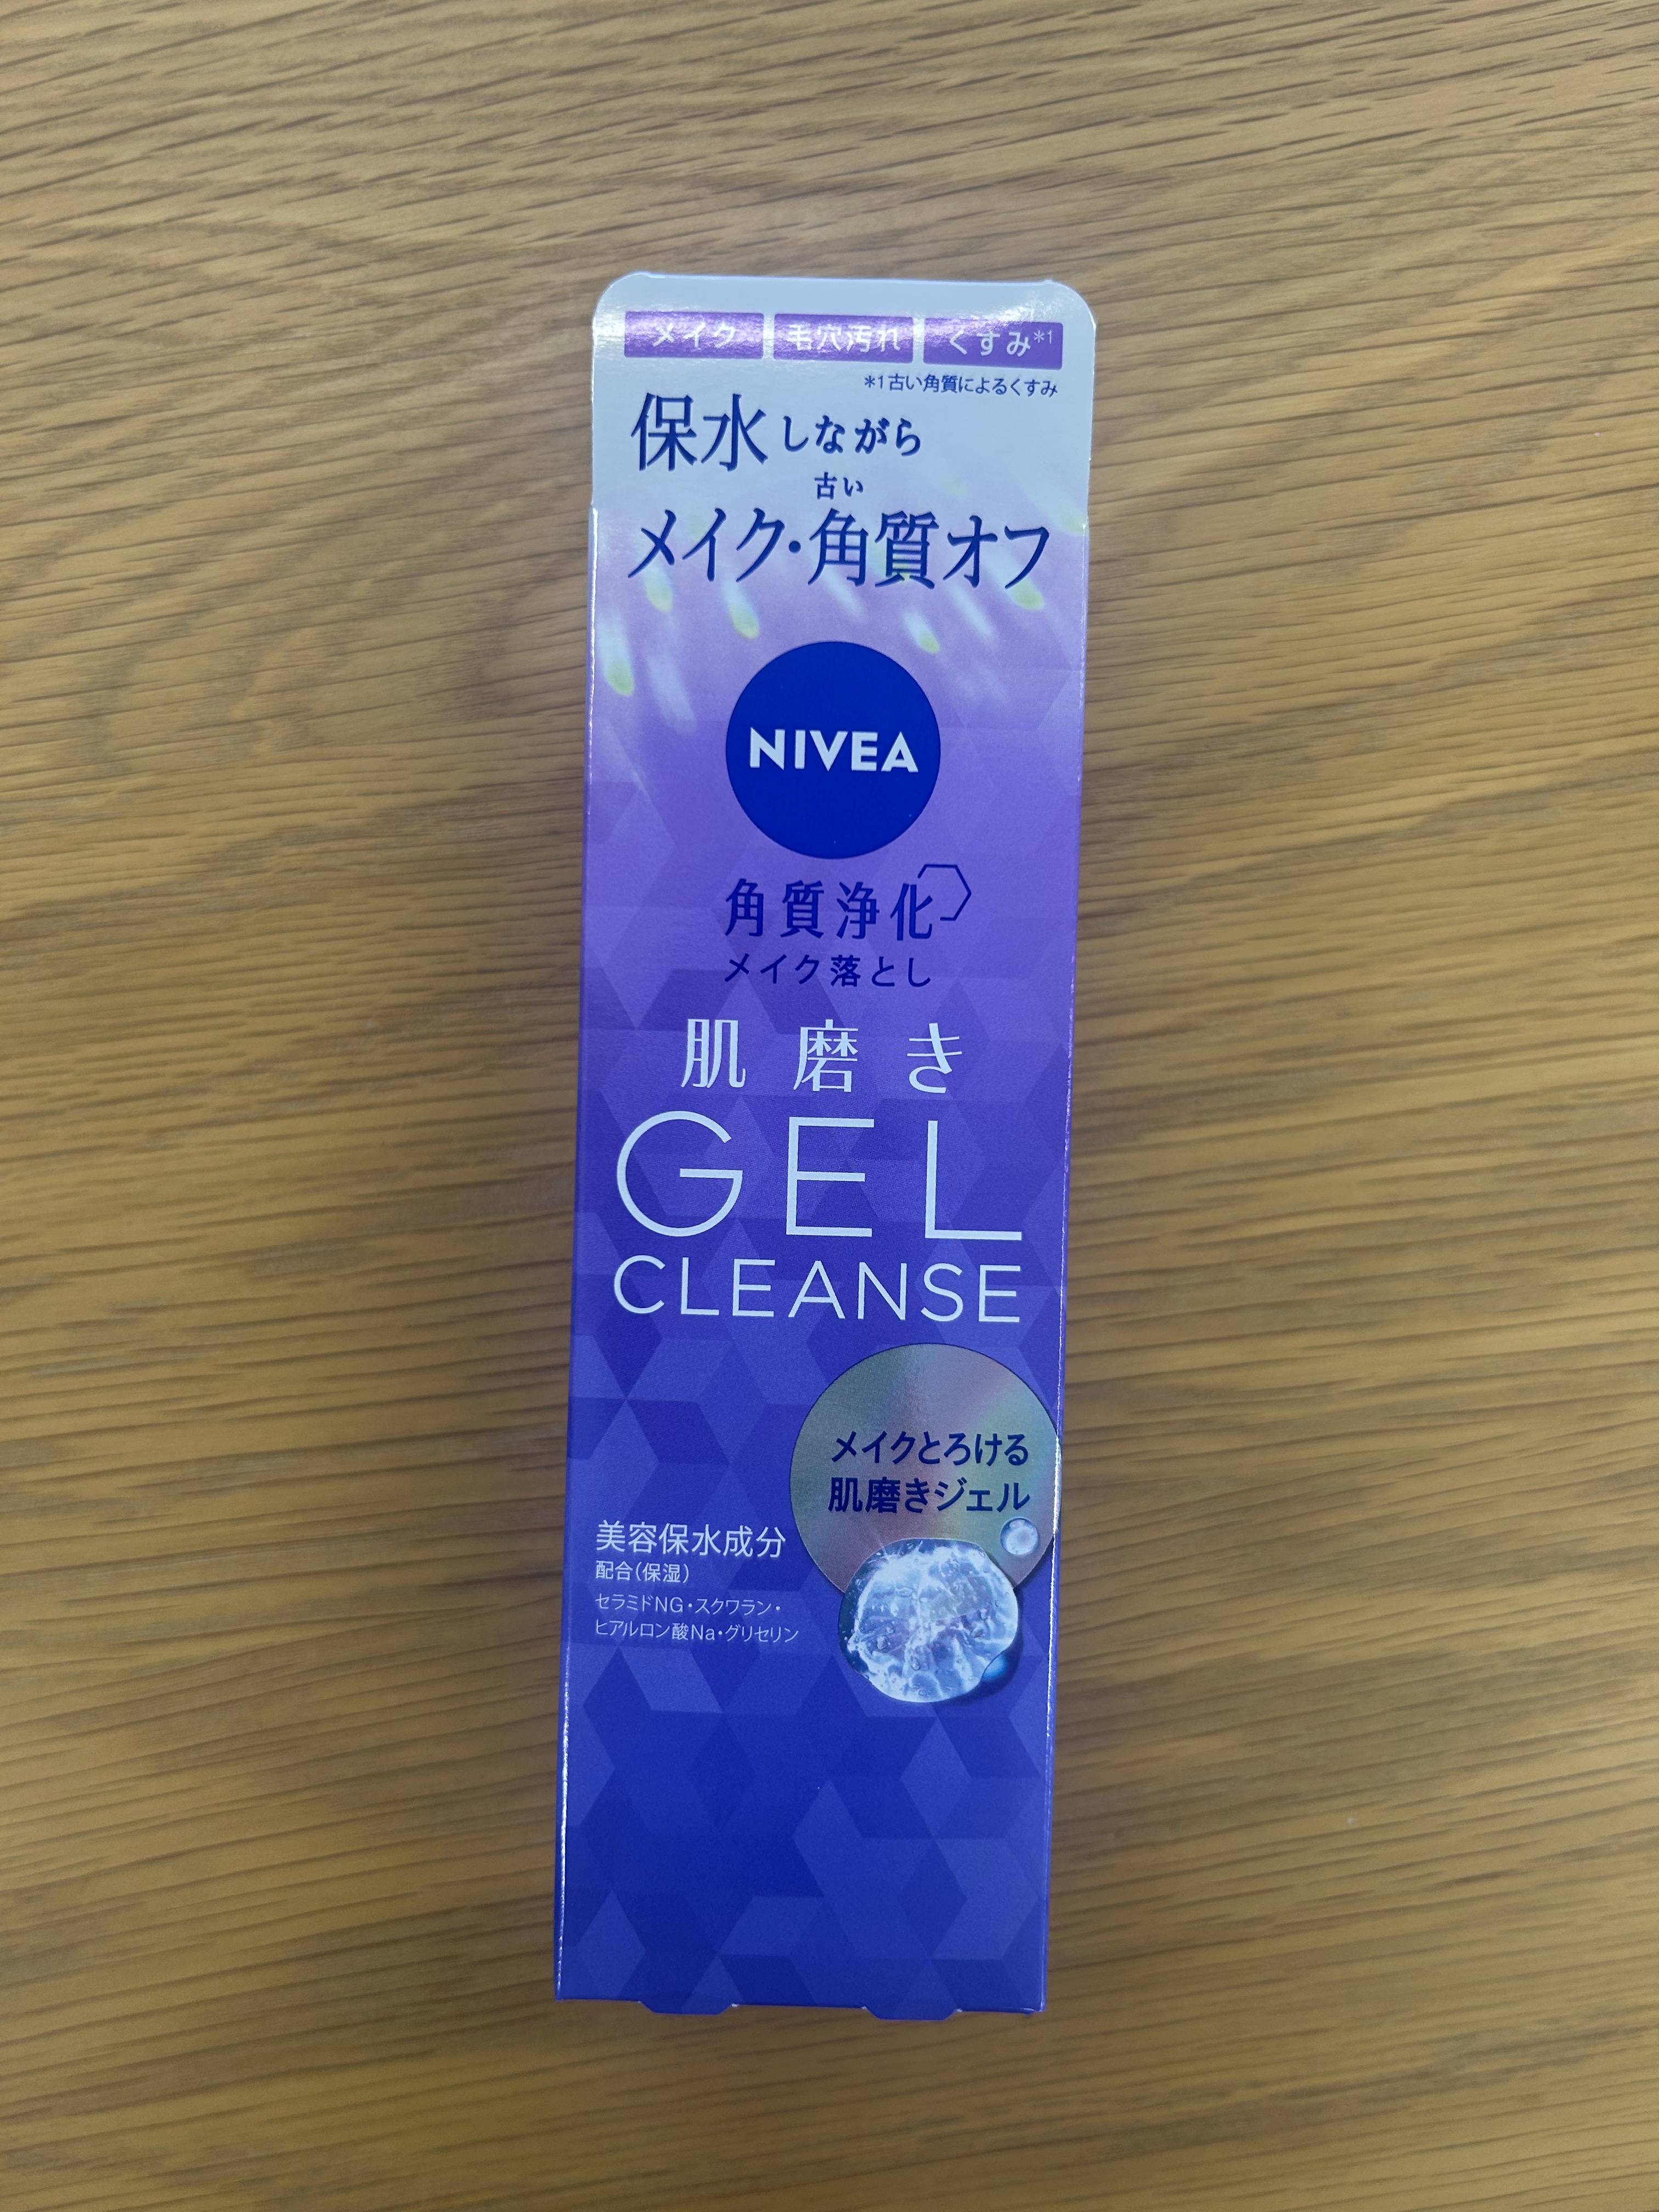 メイク 毛穴汚れ くすみ*1
*1古い角質によるくすみ
保水しながら
古い
メイク・角質オフ
NIVEA
角質浄化
メイク落とし
肌磨き
GEL
CLEANSE
メイクとろける
肌磨きジェル
美容保水成分
配合(保湿)
セラミドNG・スクワラン・
ヒアルロン酸Na・グリセリン